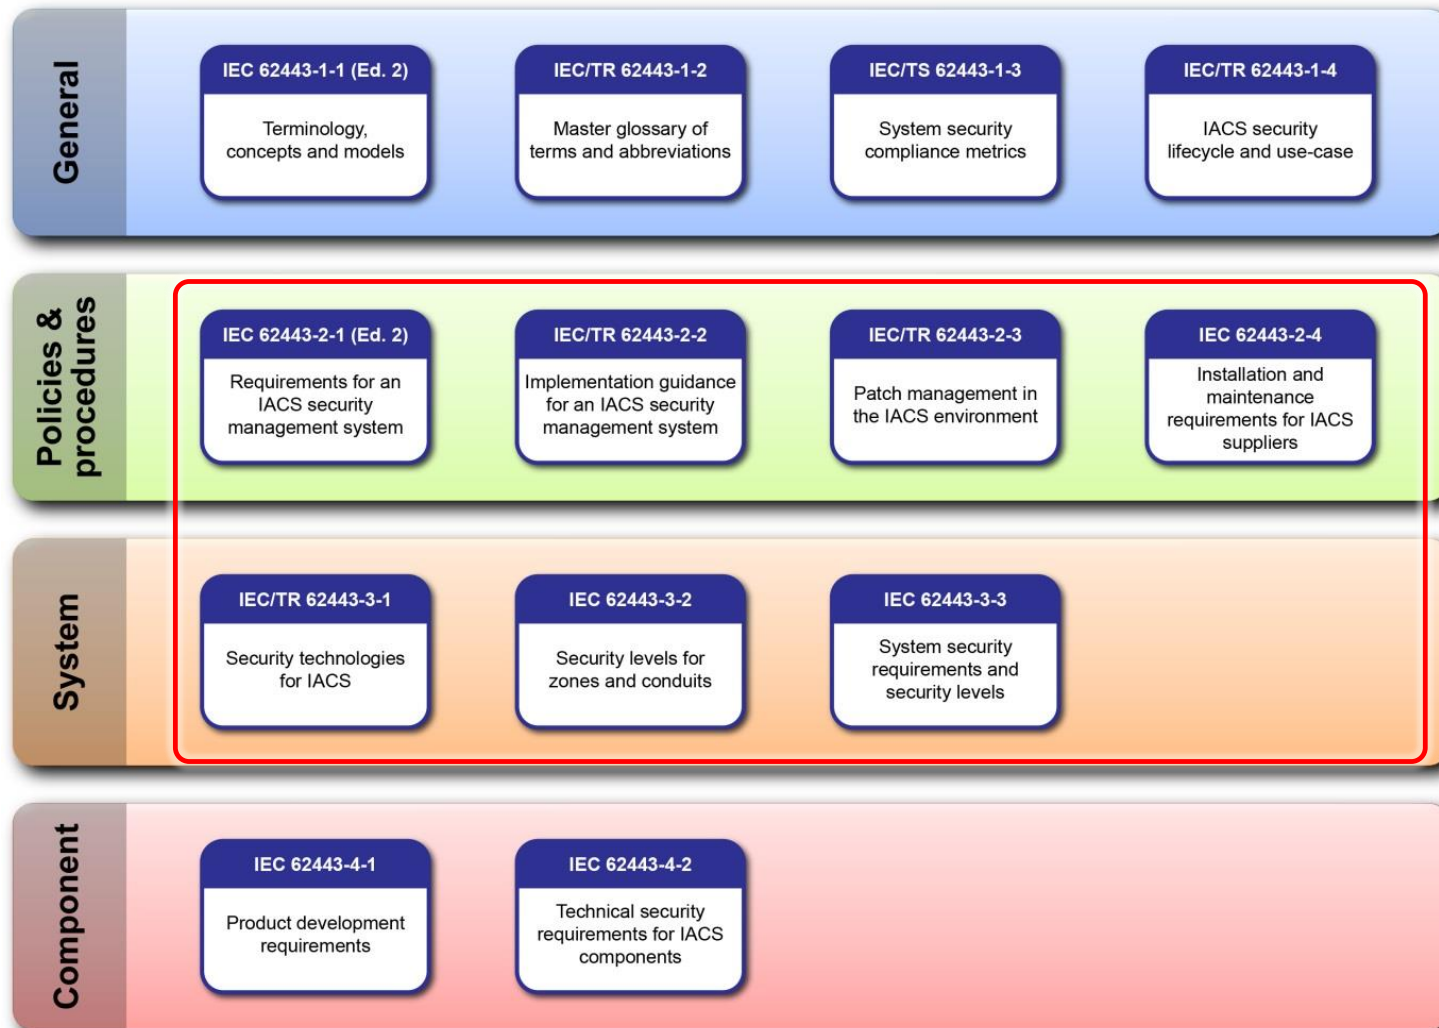 General
IEC 62443-1-1 (Ed. 2)
Terminology,
concepts and models
IEC/TR 62443-1-2
Master glossary of
terms and abbreviations
IEC/TS 62443-1-3
System security
compliance metrics
IEC/TR 62443-1-4
IACS security
lifecycle and use-case
Policies &
procedures
IEC 62443-2-1 (Ed. 2)
Requirements for an
IACS security
management system
IEC/TR 62443-2-2
Implementation guidance
for an IACS security
management system
IEC/TR 62443-2-3
Patch management in
the IACS environment
IEC 62443-2-4
Installation and
maintenance
requirements for IACS
suppliers
System
IEC/TR 62443-3-1
Security technologies
for IACS
IEC 62443-3-2
Security levels for
zones and conduits
IEC 62443-3-3
System security
requirements and
security levels
Component
IEC 62443-4-1
Product development
requirements
IEC 62443-4-2
Technical security
requirements for IACS
components